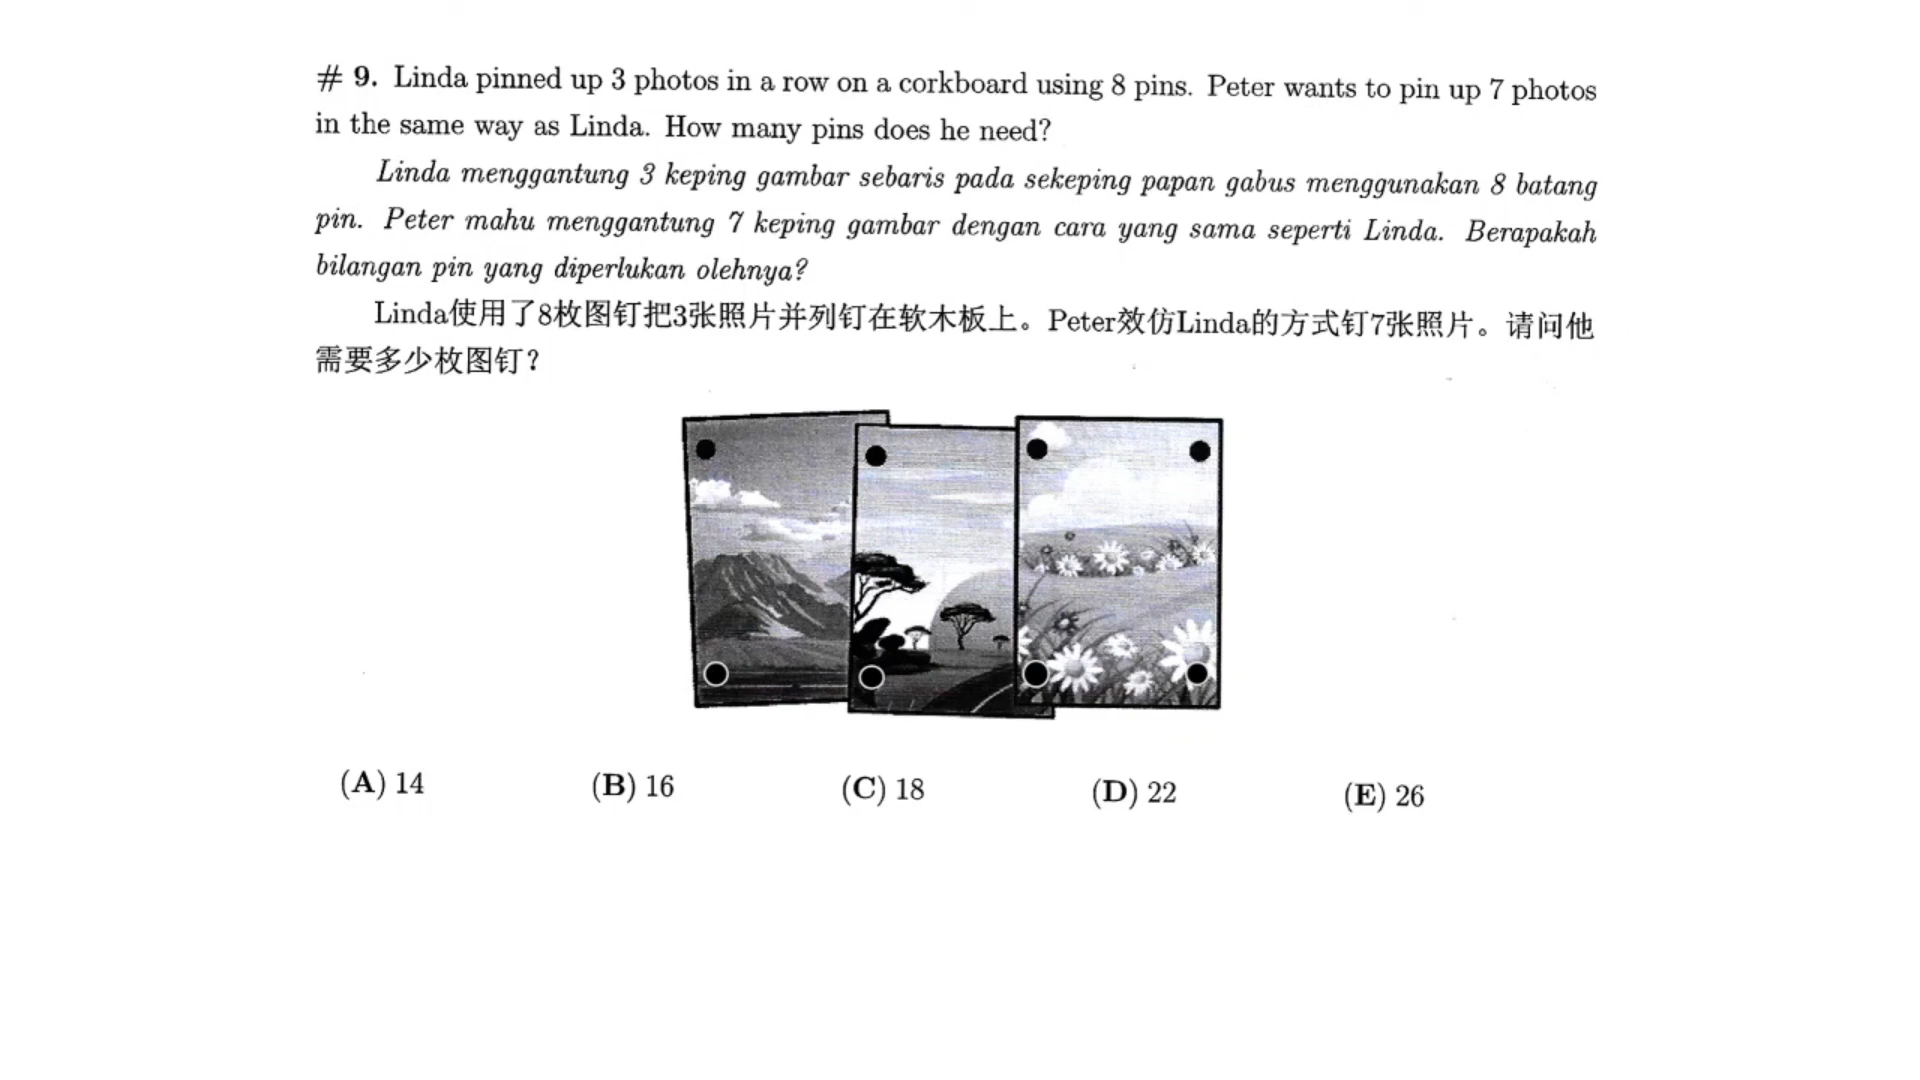 # 9. Linda pinned up 3 photos in a row on a corkboard using 8 pins. Peter wants to pin up 7 photos
in the same way as Linda. How many pins does he need?
Linda menggantung 3 keping gambar sebaris pada sekeping papan gabus menggunakan 8 batang
pin. Peter mahu menggantung 7 keping gambar dengan cara yang sama seperti Linda. Berapakah
bilangan pin yang diperlukan olehnya?
Linda使用了8枚图钉把3张照片并列钉在软木板上。Peter效仿Linda的方式钉7张照片。请问他
需要多少枚图钉?
(A) 14 (B) 16 (C) 18 (D) 22 (E) 26